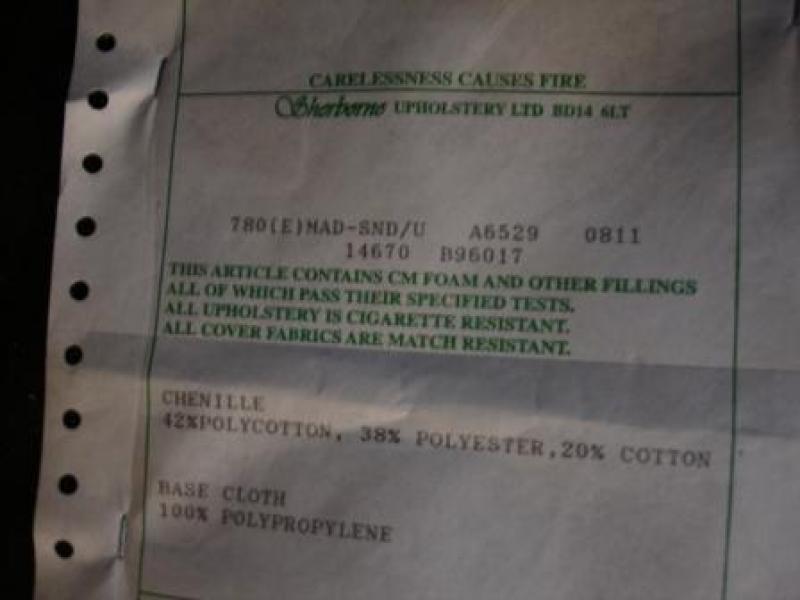 CARELESSNESS CAUSES FIRE
Sherborne UPHOLSTERY LTD BD14 6LT
780(E)MAD-SND/U A6529 0811
14670 B96017
THIS ARTICLE CONTAINS CM FOAM AND OTHER FILLINGS
ALL OF WHICH PASS THEIR SPECIFIED TESTS.
ALL UPHOLSTERY IS CIGARETTE RESISTANT.
ALL COVER FABRICS ARE MATCH RESISTANT.
CHENILLE
42%POLYCOTTON, 38% POLYESTER,20% COTTON
BASE CLOTH
100% POLYPROPYLENE